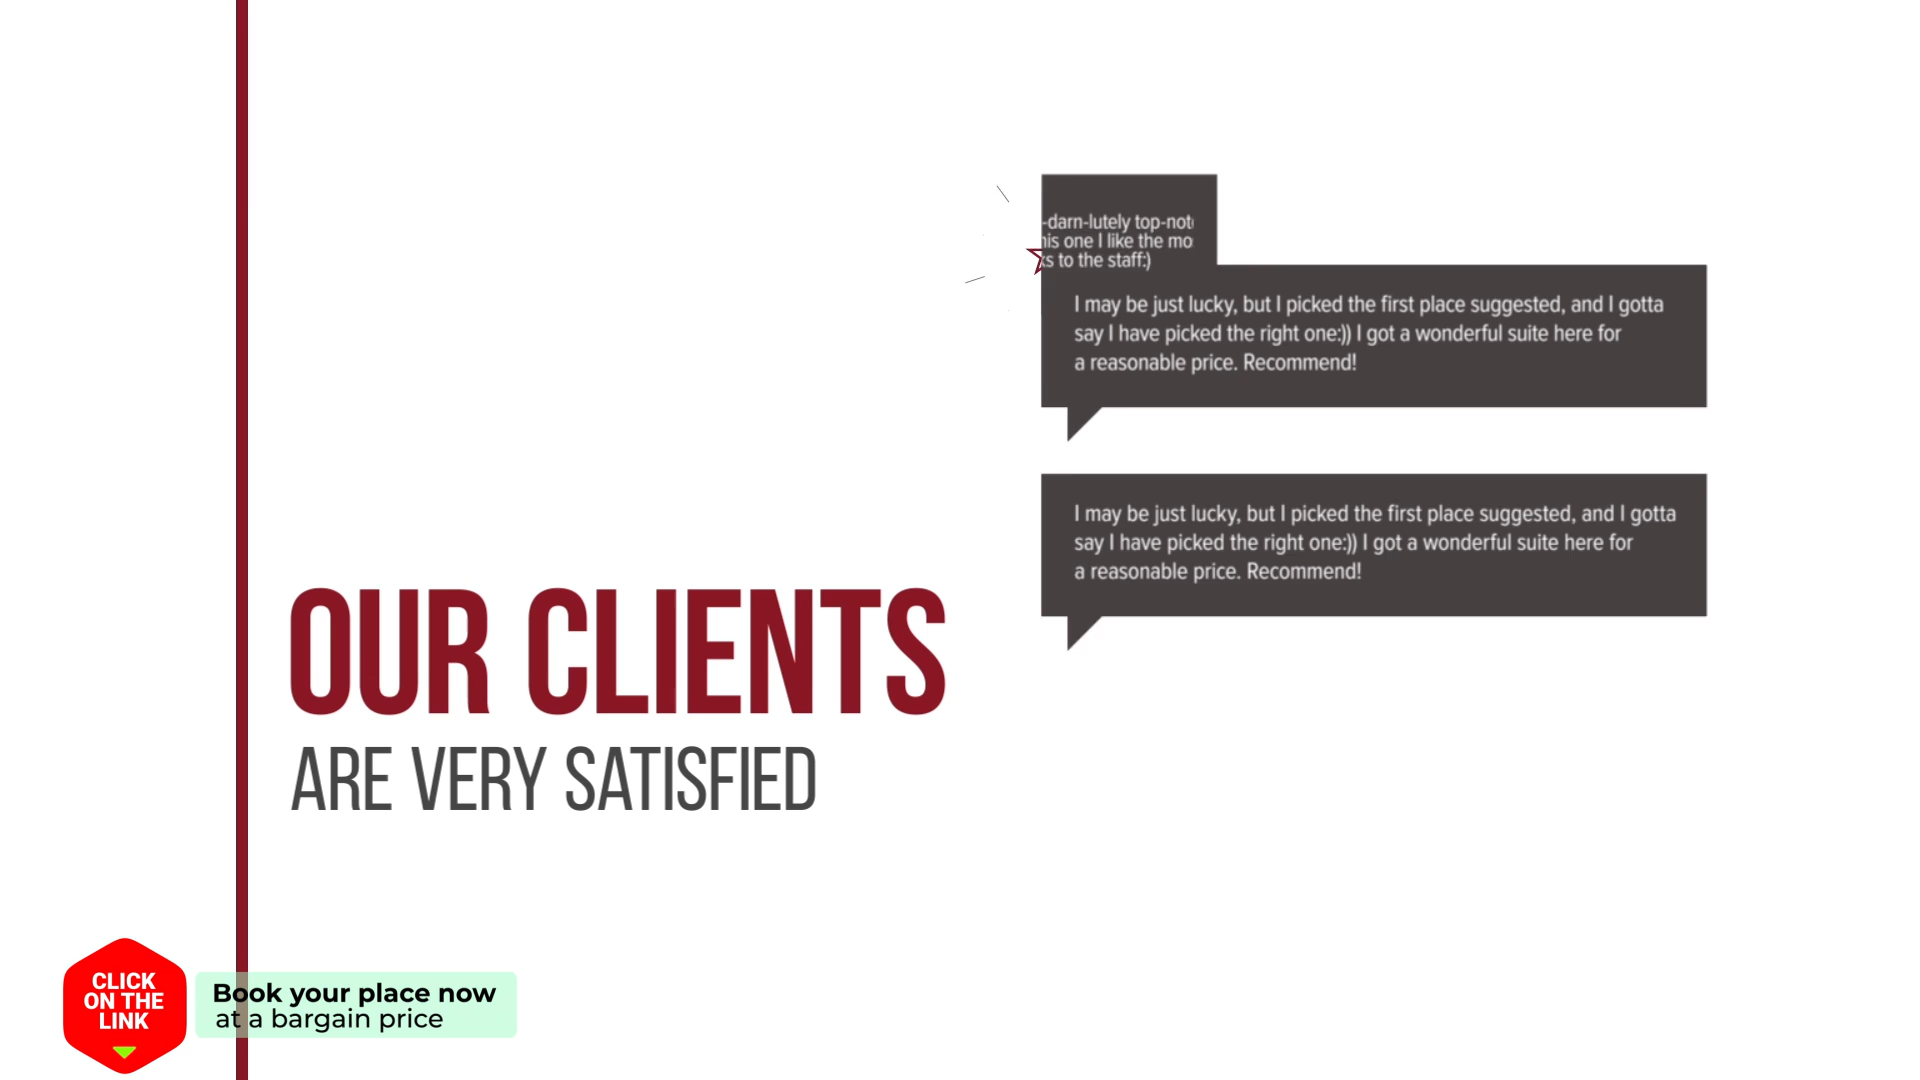 to the staff:)
I may be just lucky, but I picked the first place suggested, and I gotta
say I have picked the right one:)) I got a wonderful suite here for
a reasonable price. Recommend!
I may be just lucky, but I picked the first place suggested, and I gotta
say I have picked the right one:)) I got a wonderful suite here for
a reasonable price. Recommend!
OUR CLIENTS
ARE VERY SATISFIED
CLICK
ON THE
LINK
Book your place now
at a bargain price